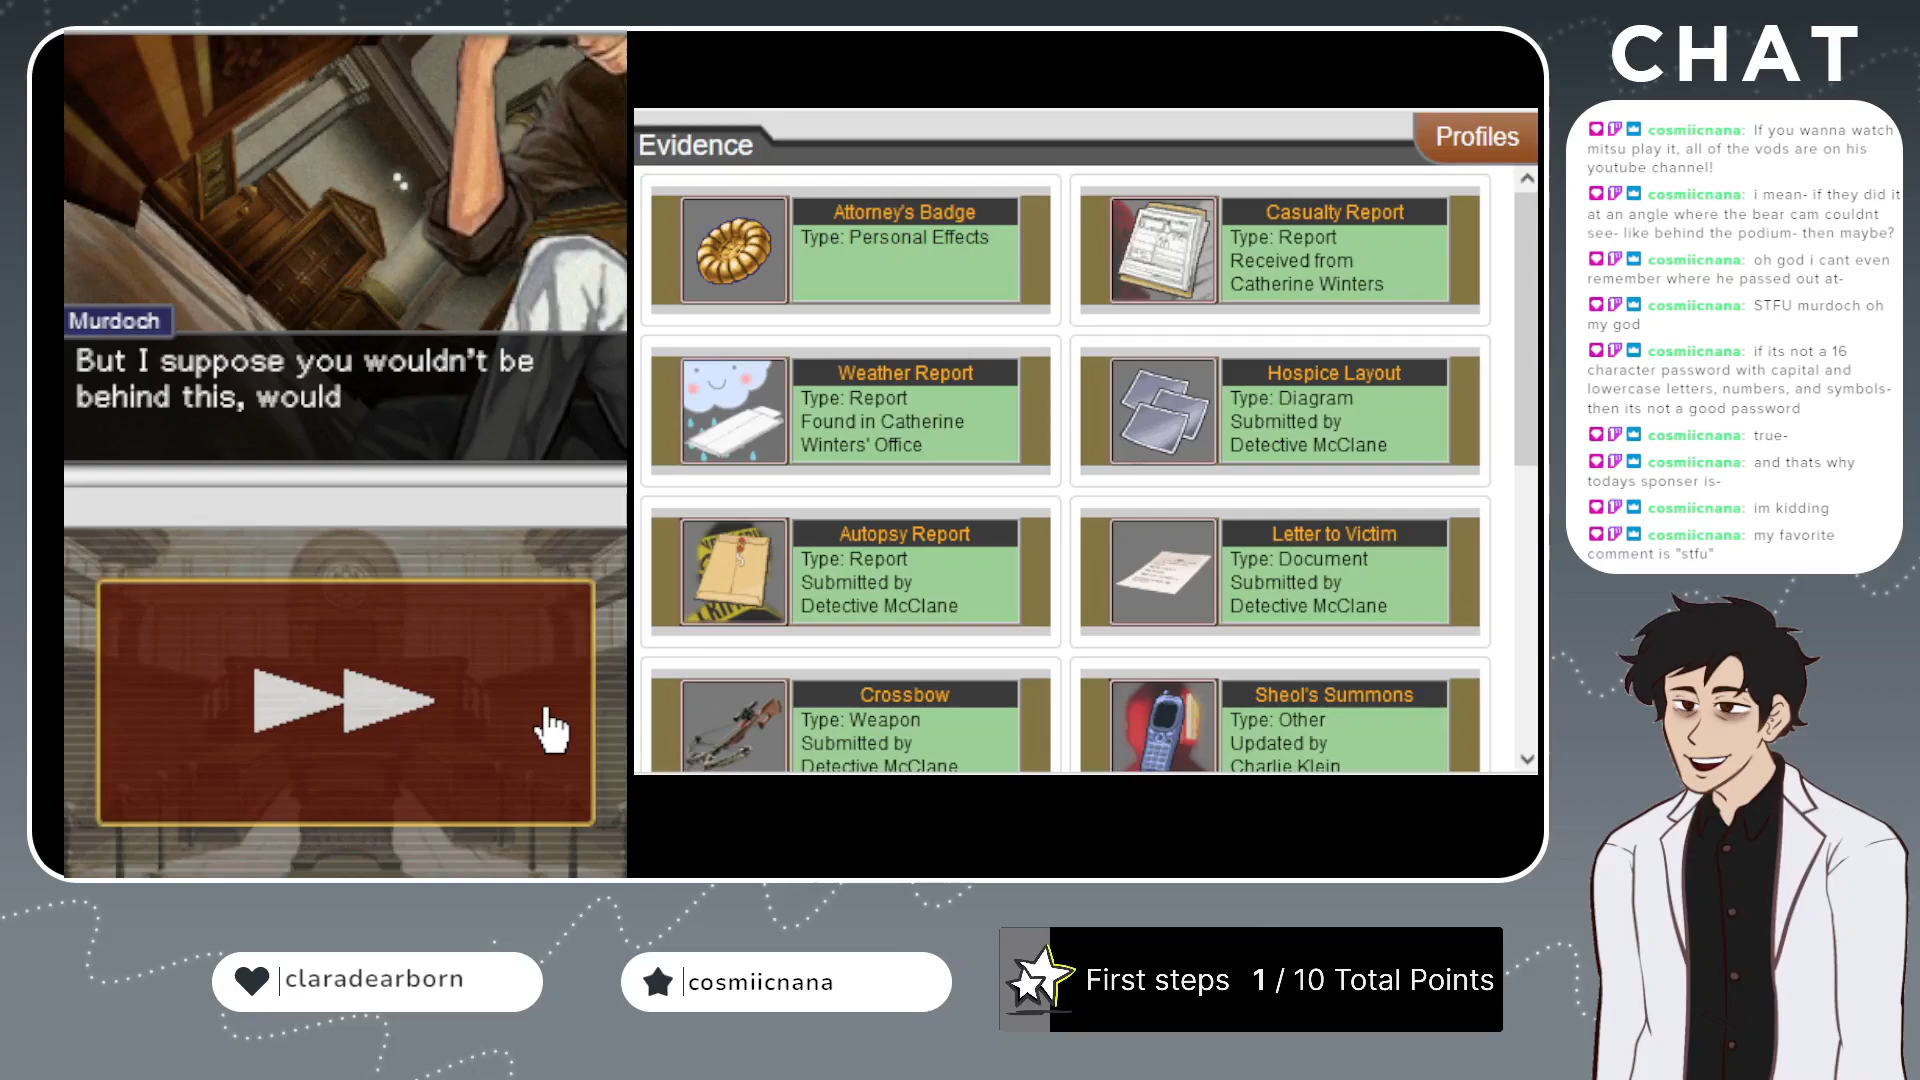 CHAT
cosmiicnana: If you wanna watch
mitsu play it, all of the vods are on his
youtube channel!
cosmiicnana: i mean- if they did it
at an angle where the bear cam couldnt
see- like behind the podium- then maybe?
cosmiicnana: oh god i cant even
remember where he passed out at-
cosmiicnana: STFU murdoch oh
my god
cosmiicnana: if its not a 16
character password with capital and
lowercase letters, numbers, and symbols-
then its not a good password
cosmiicnana: true-
cosmiicnana: and thats why
todays sponser is-
cosmiicnana: im kidding
cosmiicnana: my favorite
comment is "stfu"
Murdoch
But I suppose you wouldn't be
behind this, would
Evidence
Profiles
Attorney's Badge
Type: Personal Effects
Casualty Report
Type: Report
Received from
Catherine Winters
Weather Report
Type: Report
Found in Catherine
Winters' Office
Hospice Layout
Type: Diagram
Submitted by
Detective McClane
Autopsy Report
Type: Report
Submitted by
Detective McClane
Letter to Victim
Type: Document
Submitted by
Detective McClane
Crossbow
Type: Weapon
Submitted by
Detective McClane
Sheol's Summons
Type: Other
Updated by
Charlie Klein
claradearborn
cosmiicnana
First steps 1 / 10 Total Points